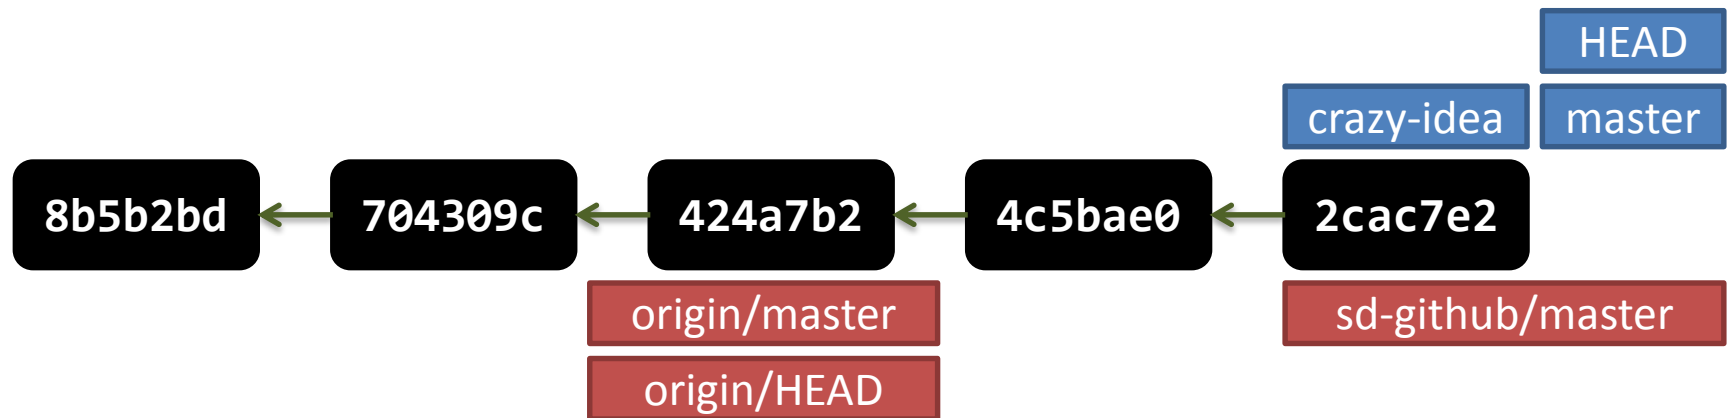 HEAD
crazy-idea master
8b5b2bd 704309c 424a7b2 4c5bae0 2cac7e2
origin/master sd-github/master
origin/HEAD